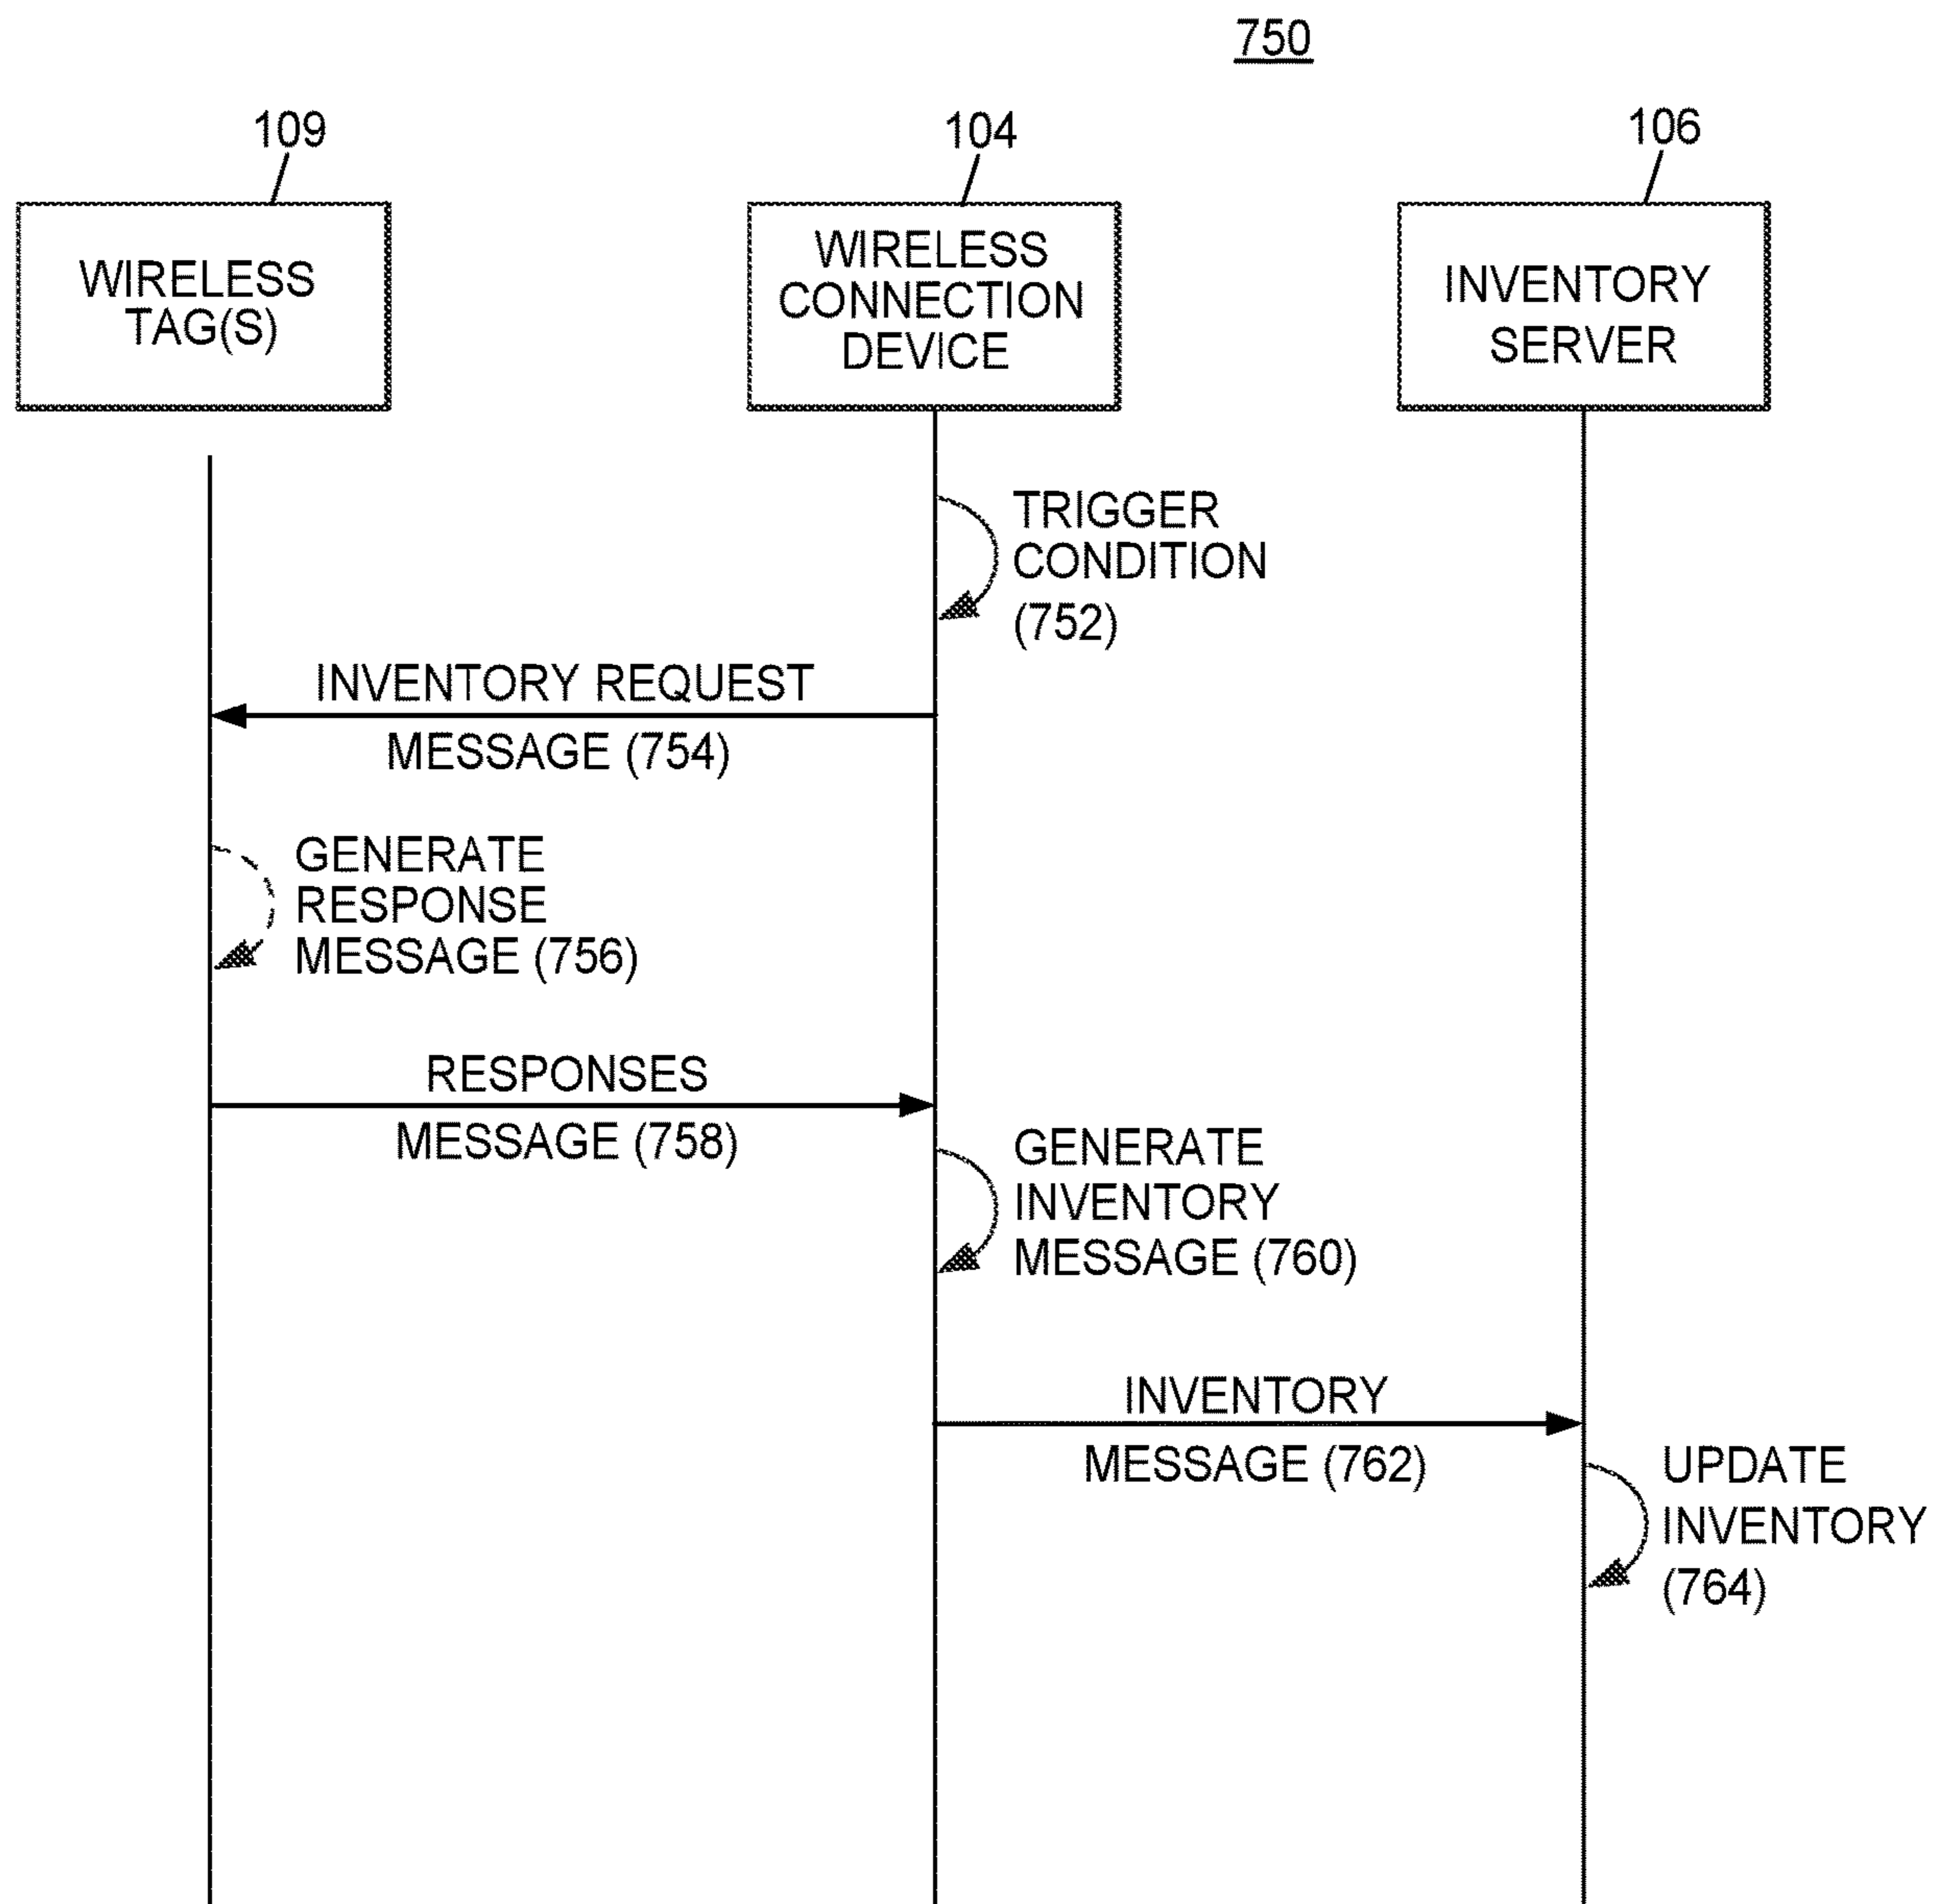 750
109
104
106
WIRELESS
TAG(S)
WIRELESS
CONNECTION
DEVICE
INVENTORY
SERVER
TRIGGER
CONDITION
(752)
INVENTORY REQUEST
MESSAGE (754)
GENERATE
RESPONSE
MESSAGE (756)
RESPONSES
MESSAGE (758)
GENERATE
INVENTORY
MESSAGE (760)
INVENTORY
MESSAGE (762)
UPDATE
INVENTORY
(764)